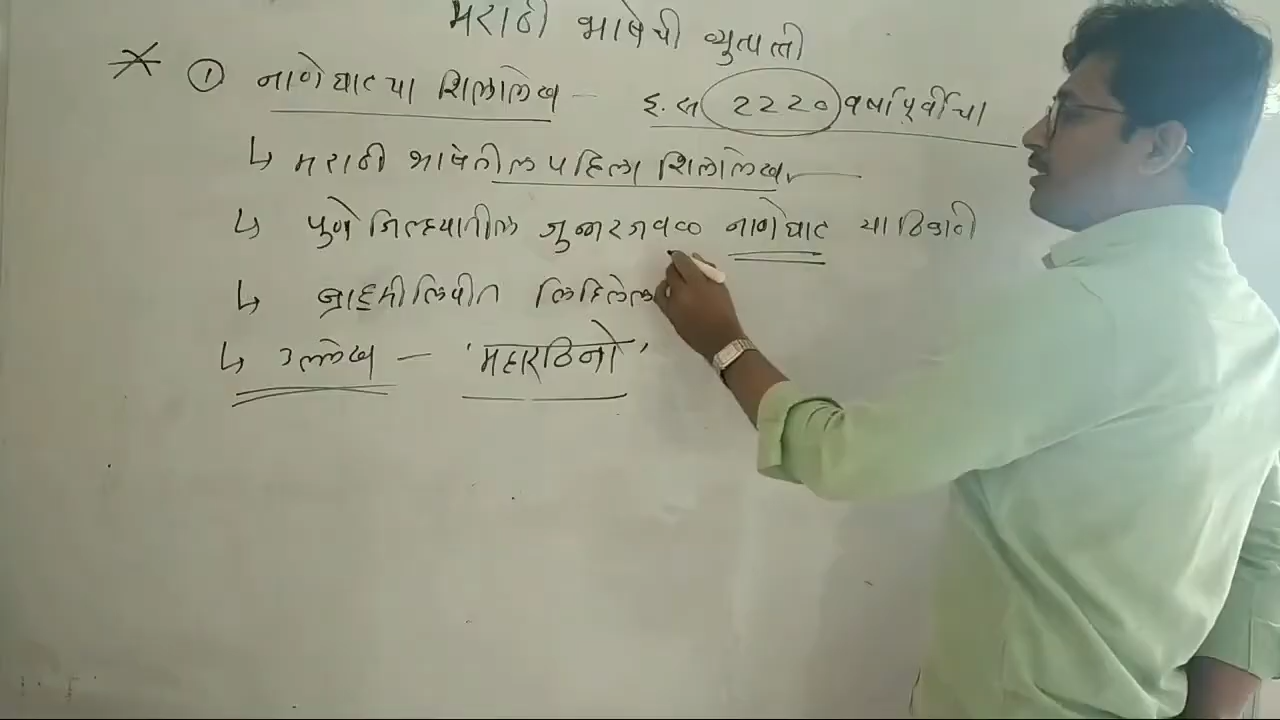 मराठी भाषेची व्युत्पत्ती
① नाणेघाटचा शिलालेख - इ.स 2220 वर्षापूर्वीचा
↳ मराठी भाषेतील पहिला शिलालेख
↳ पुणे जिल्ह्यातील जुन्नरजवळ नाणेघाट या ठिकाणी
↳ ब्राह्मीलिपीत लिहिलेला
↳ उल्लेख - 'महारठिनो'